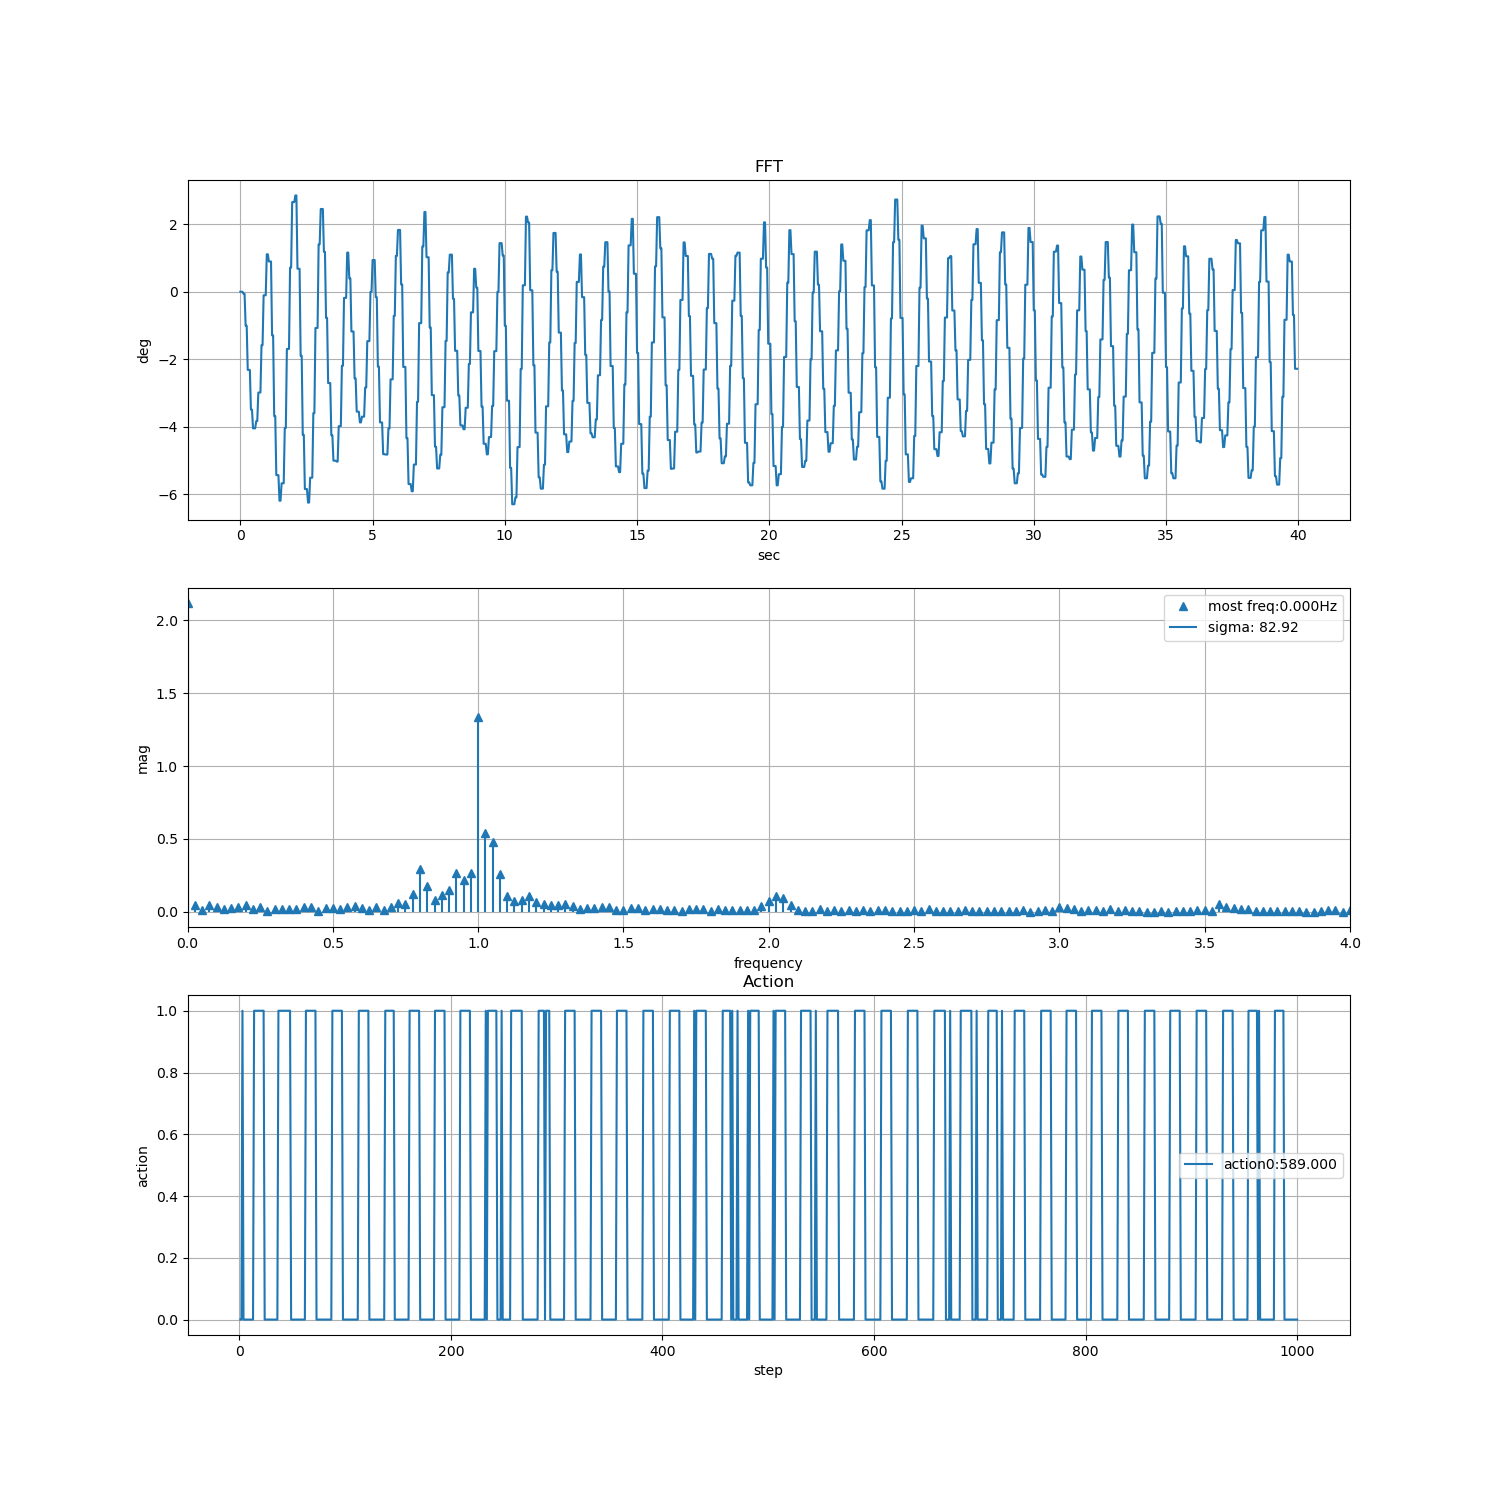 FFT
2
0
−2
−4
−6
deg
0 5 10 15 20 25 30 35 40
sec
most freq:0.000Hz
sigma: 82.92
2.0
1.5
1.0
0.5
0.0
mag
0.0 0.5 1.0 1.5 2.0 2.5 3.0 3.5 4.0
frequency
Action
1.0
0.8
0.6
0.4
0.2
0.0
action
action0:589.000
0 200 400 600 800 1000
step